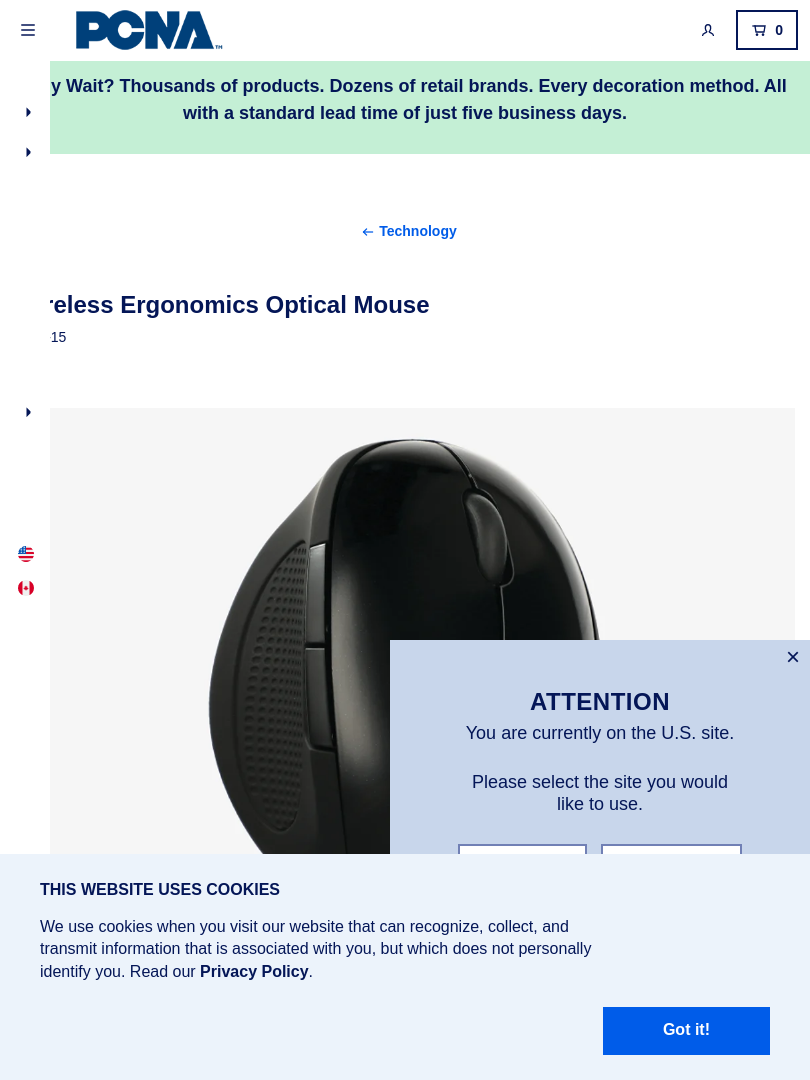 PCNA™
0
Wait? Thousands of products. Dozens of retail brands. Every decoration method. All
with a standard lead time of just five business days.
← Technology
Ergonomics Optical Mouse
15
ATTENTION
You are currently on the U.S. site.
Please select the site you would
like to use.
THIS WEBSITE USES COOKIES
We use cookies when you visit our website that can recognize, collect, and
transmit information that is associated with you, but which does not personally
identify you. Read our Privacy Policy.
Got it!